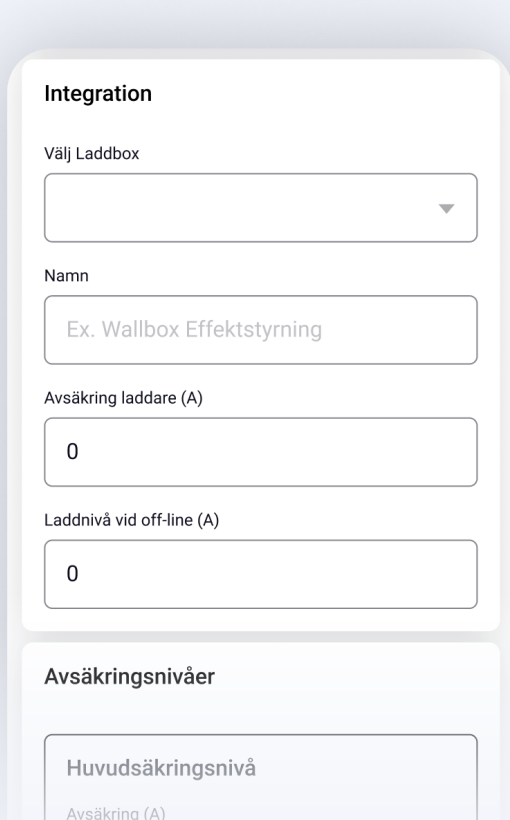 Integration
Välj Laddbox
Namn
Ex. Wallbox Effektstyrning
Avsäkring laddare (A)
0
Laddnivå vid off-line (A)
0
Avsäkringsnivåer
Huvudsäkringsnivå
Avsäkring (A)